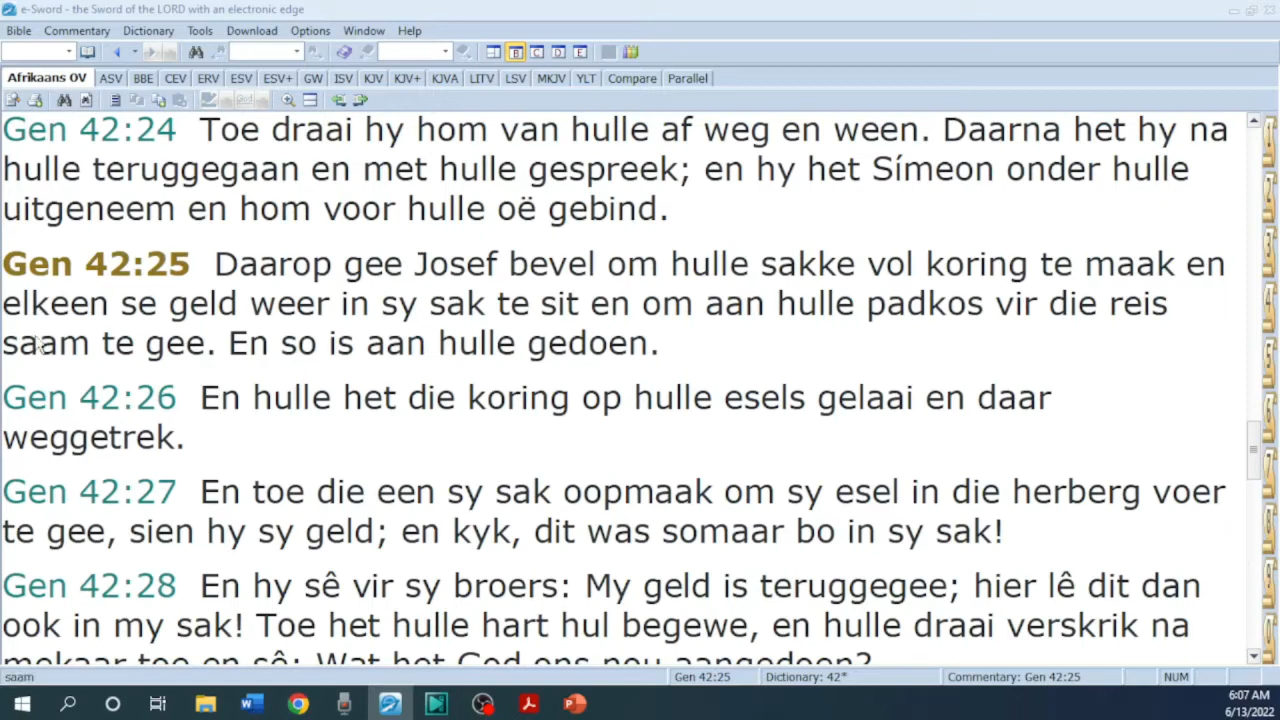 e-Sword - the Sword of the LORD with an electronic edge
Bible Commentary Dictionary Tools Options Download Window Help
Afrikaans OV ASV BBE CEV ERV ESV ESV+ GW ISV KJV KJV+ KJVA LITV LSV MKJV YLT Compare Parallel
Gen 42:24 Toe draai hy hom van hulle af weg en ween. Daarna het hy na
hulle teruggegaan en met hulle gespreek; en hy het Símeon onder hulle
uitgeneem en hom voor hulle oë gebind.
Gen 42:25 Daarop gee Josef bevel om hulle sakke vol koring te maak en
elkeen se geld weer in sy sak te sit en om aan hulle padkos vir die reis
saam te gee. En so is aan hulle gedoen.
Gen 42:26 En hulle het die koring op hulle esels gelaai en daar
weggetrek.
Gen 42:27 En toe die een sy sak oopmaak om sy esel in die herberg voer
te gee, sien hy sy geld; en kyk, dit was somaar bo in sy sak!
Gen 42:28 En hy sê vir sy broers: My geld is teruggegee; hier lê dit dan
ook in my sak! Toe het hulle hart hul begewe, en hulle draai verskrik na
mekaar toe en sê: Wat het God ons nou aangedoen?
saam Gen 42:25 Dictionary: 42* Commentary: Gen 42:25 NUM
6:07 AM
6/13/2022